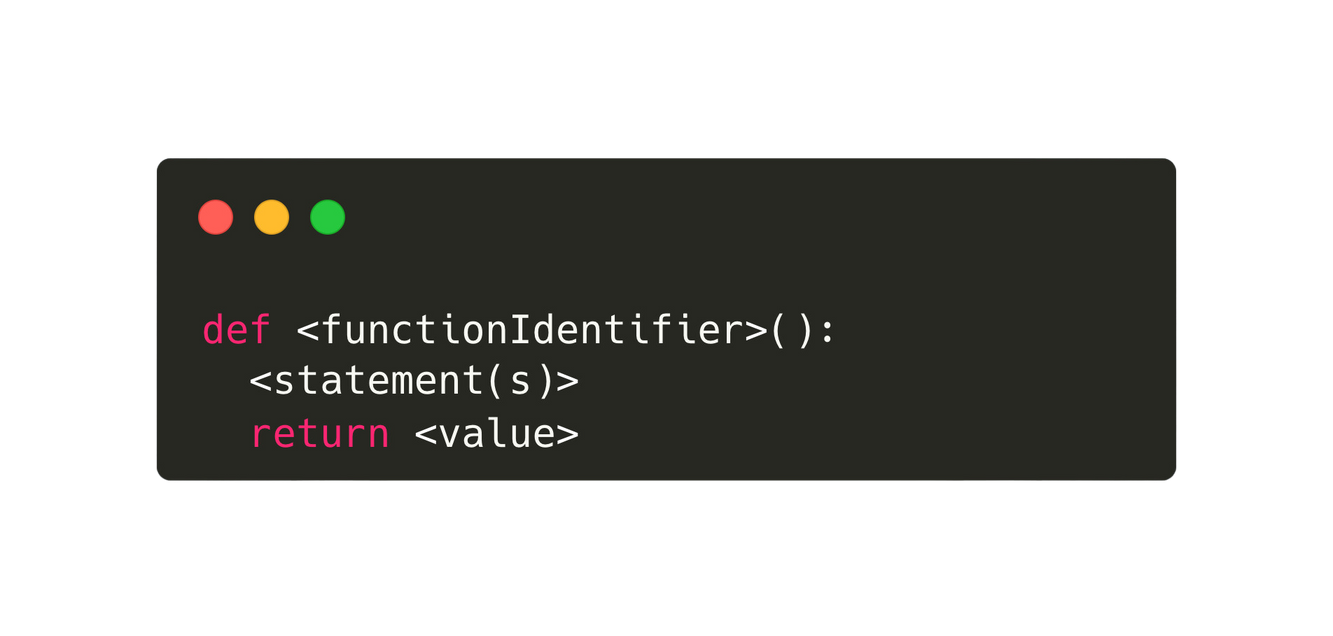 def <functionIdentifier>():
  <statement(s)>
  return <value>